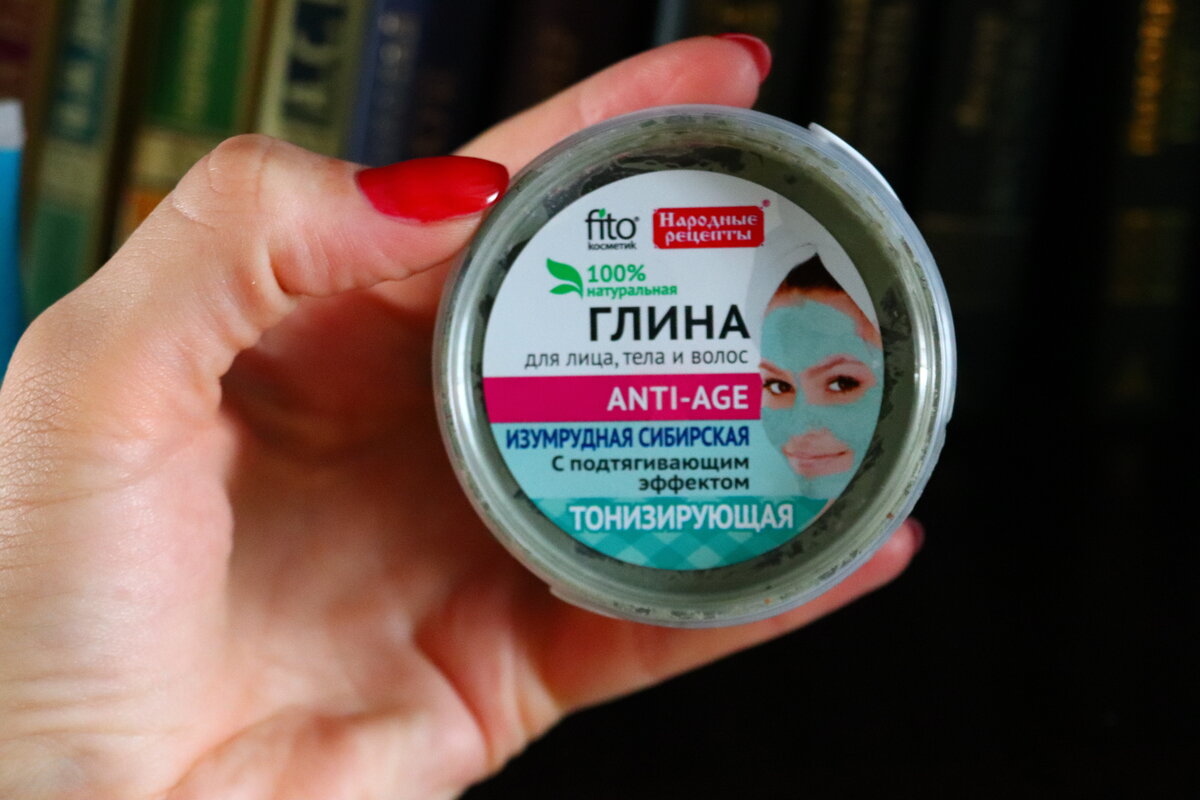 fito®
косметик
Народные
рецепты®
100%
натуральная
ГЛИНА
для лица, тела и волос
ANTI-AGE
ИЗУМРУДНАЯ СИБИРСКАЯ
С подтягивающим
эффектом
ТОНИЗИРУЮЩАЯ